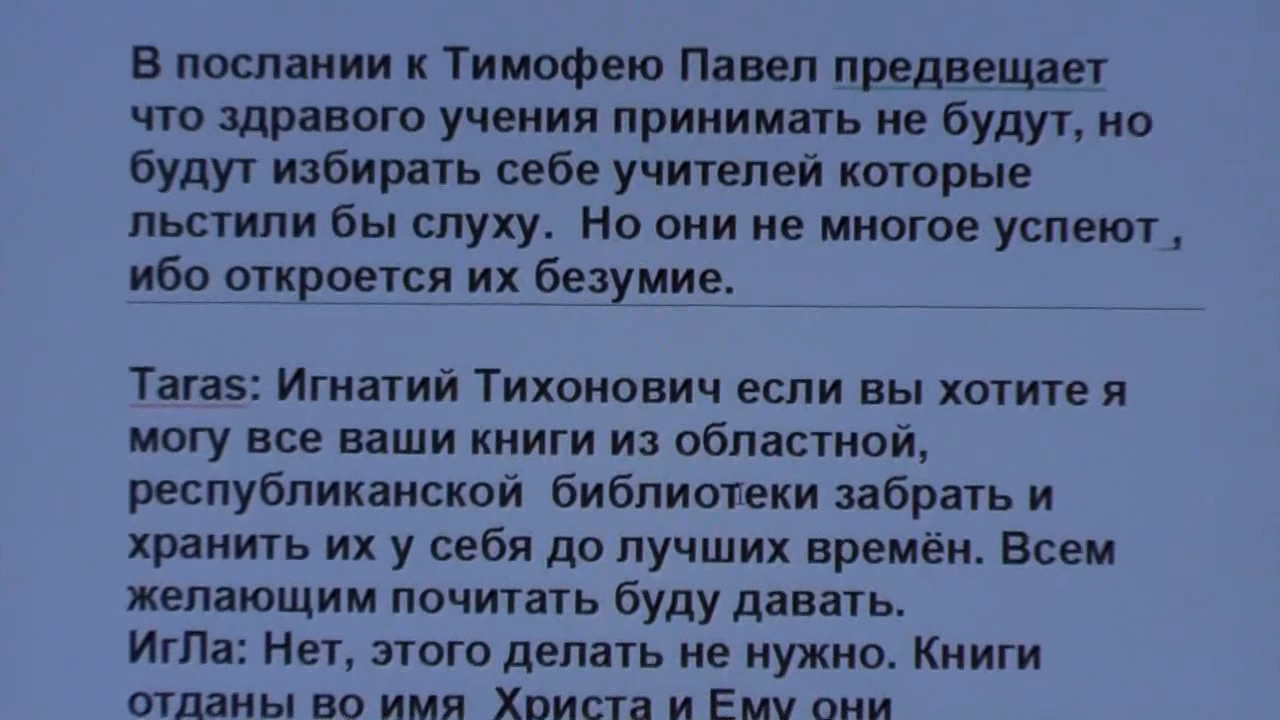 В послании к Тимофею Павел предвещает
что здравого учения принимать не будут, но
будут избирать себе учителей которые
льстили бы слуху.  Но они не многое успеют ,
ибо откроется их безумие.
Taras: Игнатий Тихонович если вы хотите я
могу все ваши книги из областной,
республиканской  библиотеки забрать и
хранить их у себя до лучших времён. Всем
желающим почитать буду давать.
ИгЛа: Нет, этого делать не нужно. Книги
отданы во имя  Христа и Ему они